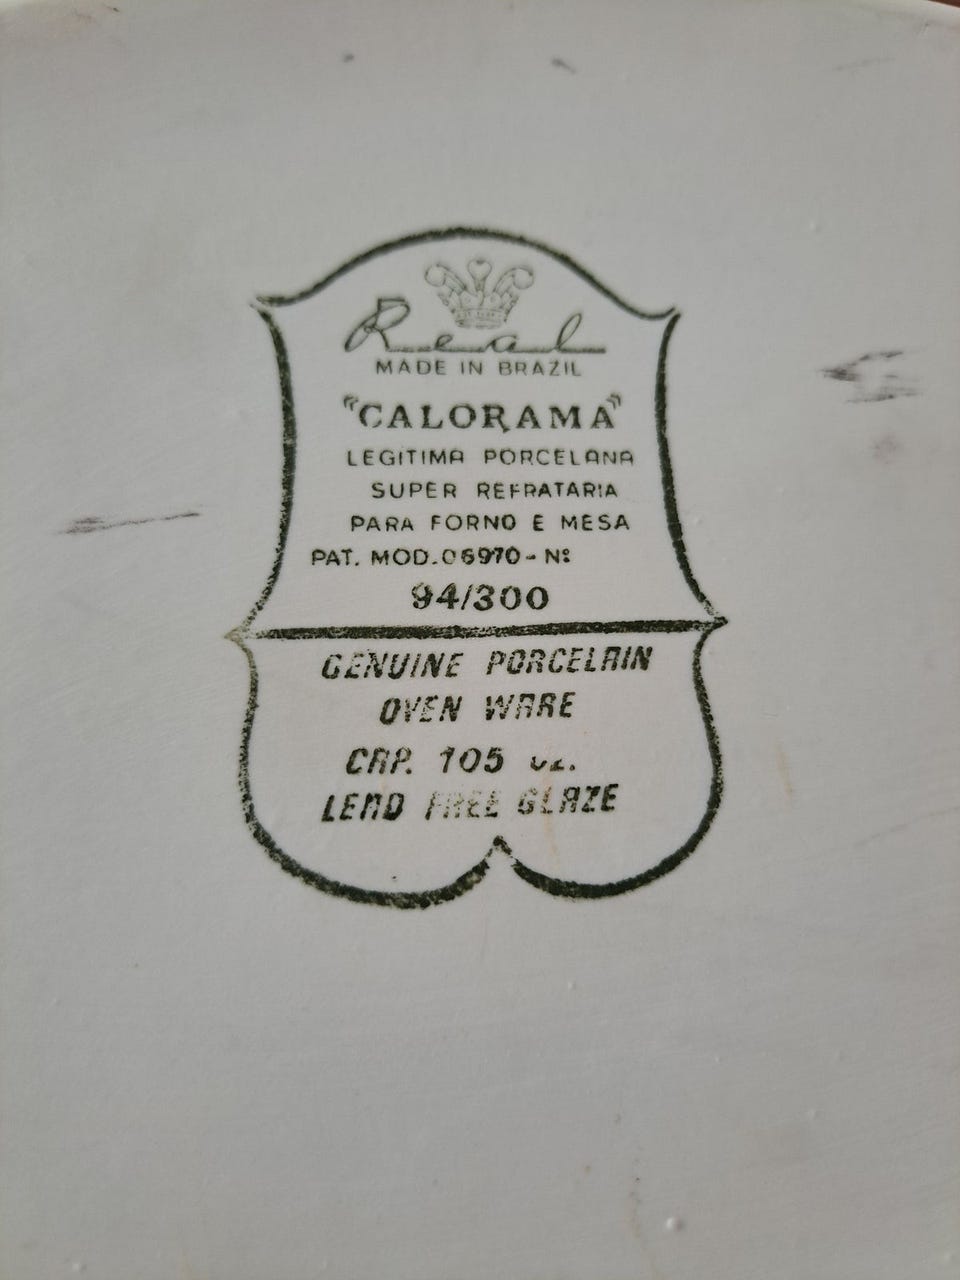 Real
MADE IN BRAZIL
"CALORAMA"
LEGITIMA PORCELANA
SUPER REFRATARIA
PARA FORNO E MESA
PAT. MOD. 06970 - Nº
94/300
GENUINE PORCELAIN
OVEN WARE
CAP. 105 oz.
LEAD FREE GLAZE